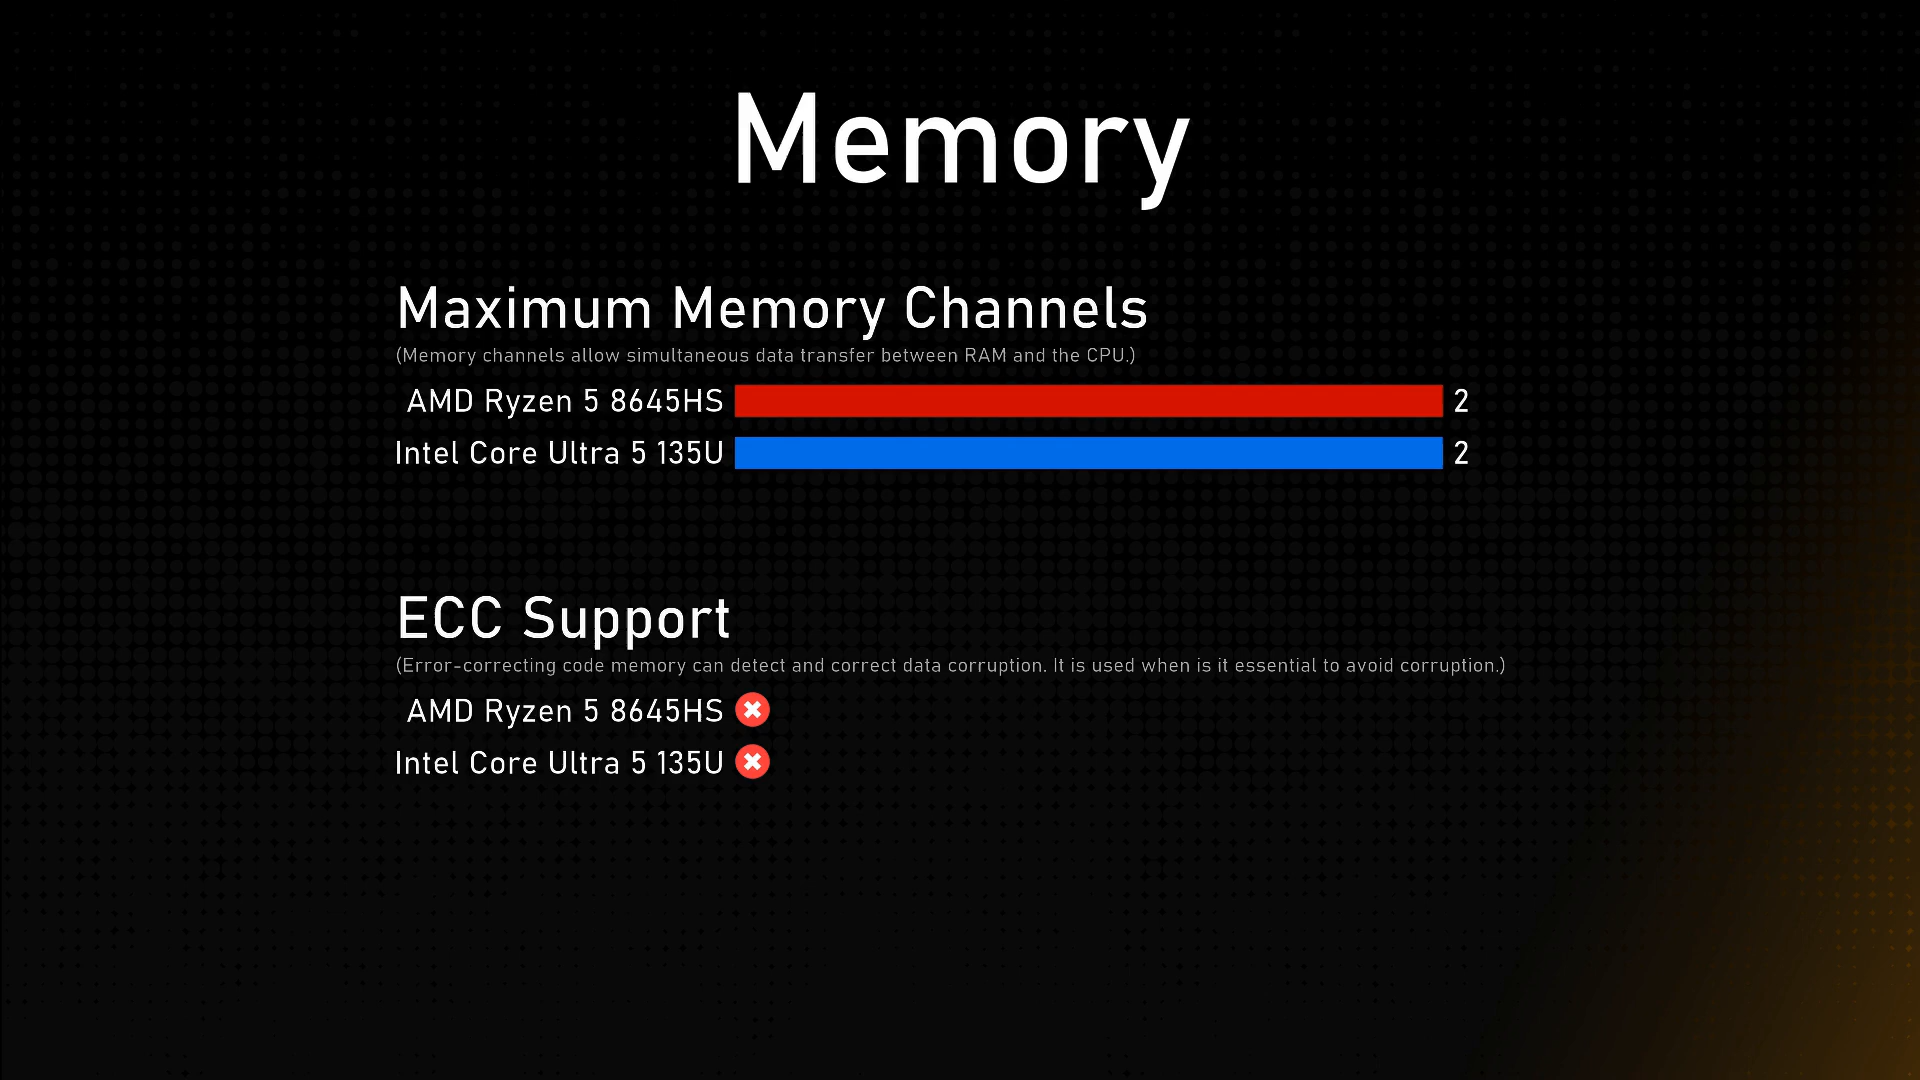 Memory
Maximum Memory Channels
(Memory channels allow simultaneous data transfer between RAM and the CPU.)
AMD Ryzen 5 8645HS 2
Intel Core Ultra 5 135U 2
ECC Support
(Error-correcting code memory can detect and correct data corruption. It is used when is it essential to avoid corruption.)
AMD Ryzen 5 8645HS
Intel Core Ultra 5 135U